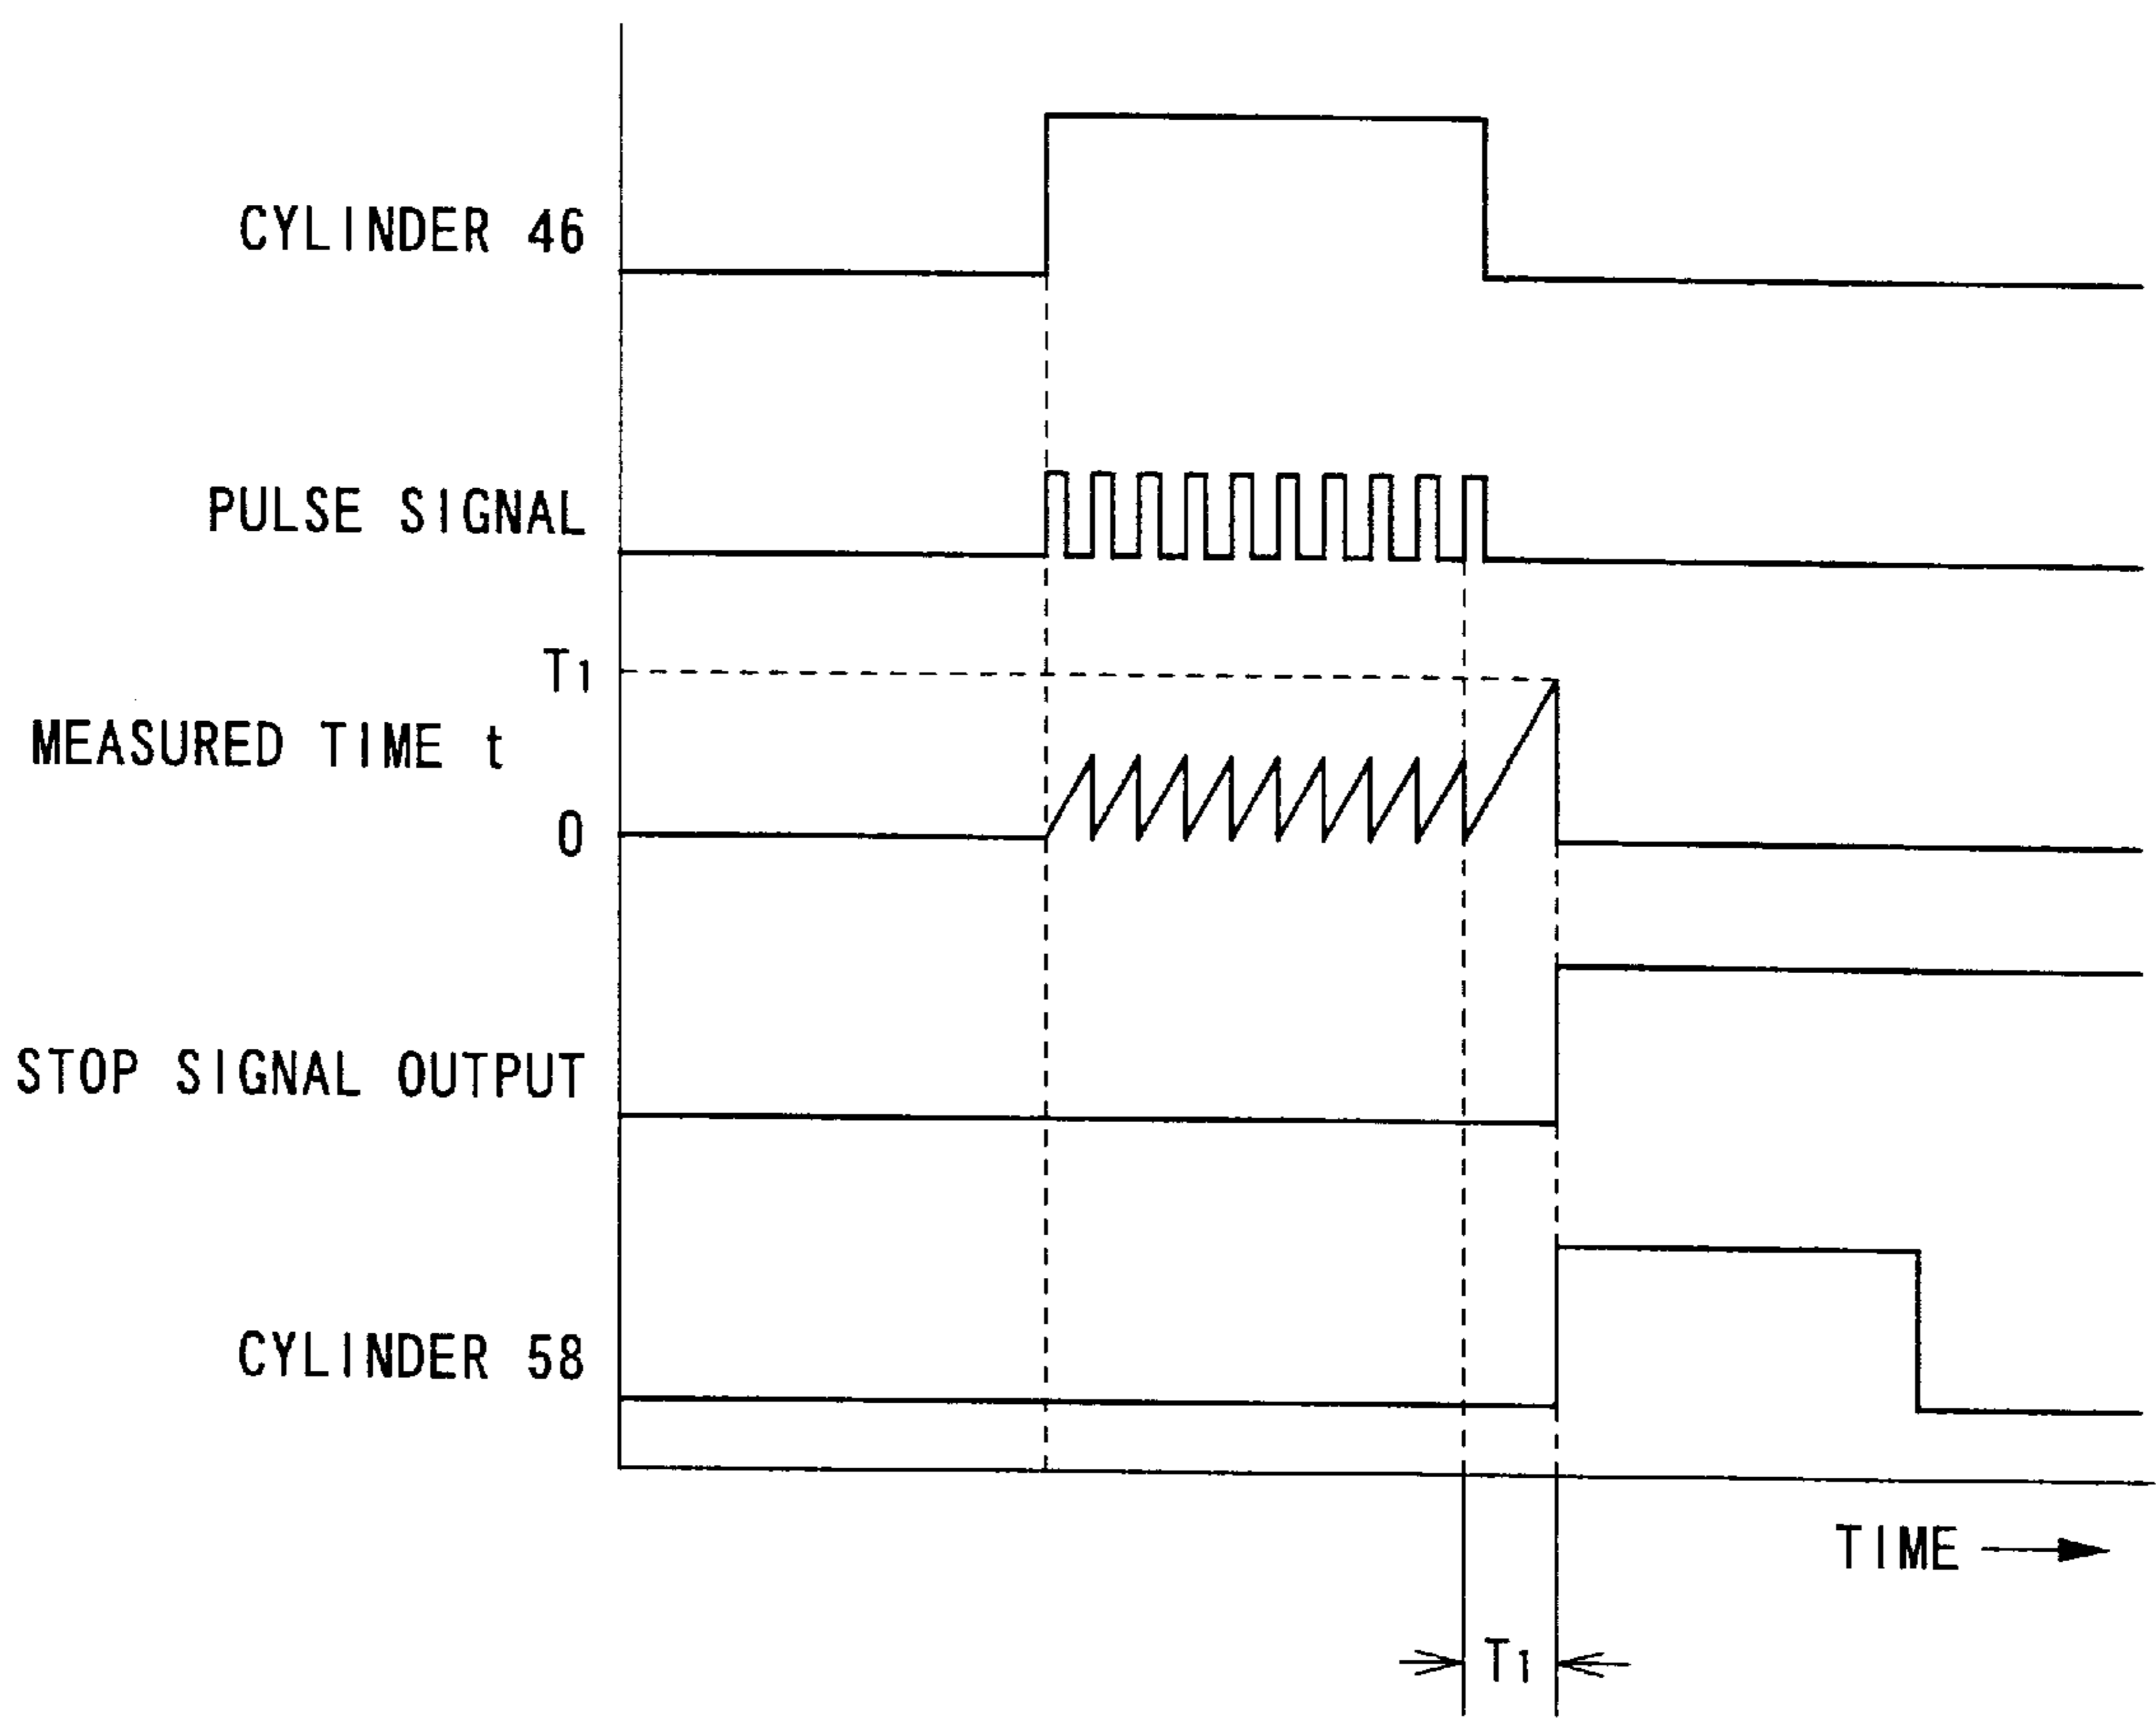 CYLINDER 46
PULSE SIGNAL
T1
MEASURED TIME t
0
STOP SIGNAL OUTPUT
CYLINDER 58
TIME
T1